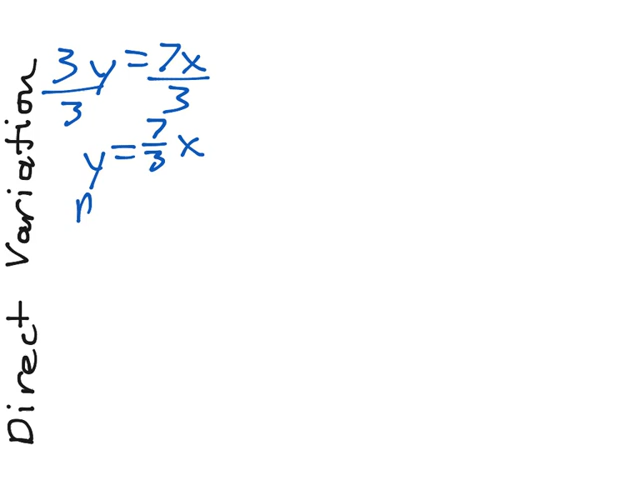 Direct Variation
3y = 7x
3 3
y = 7/3 x